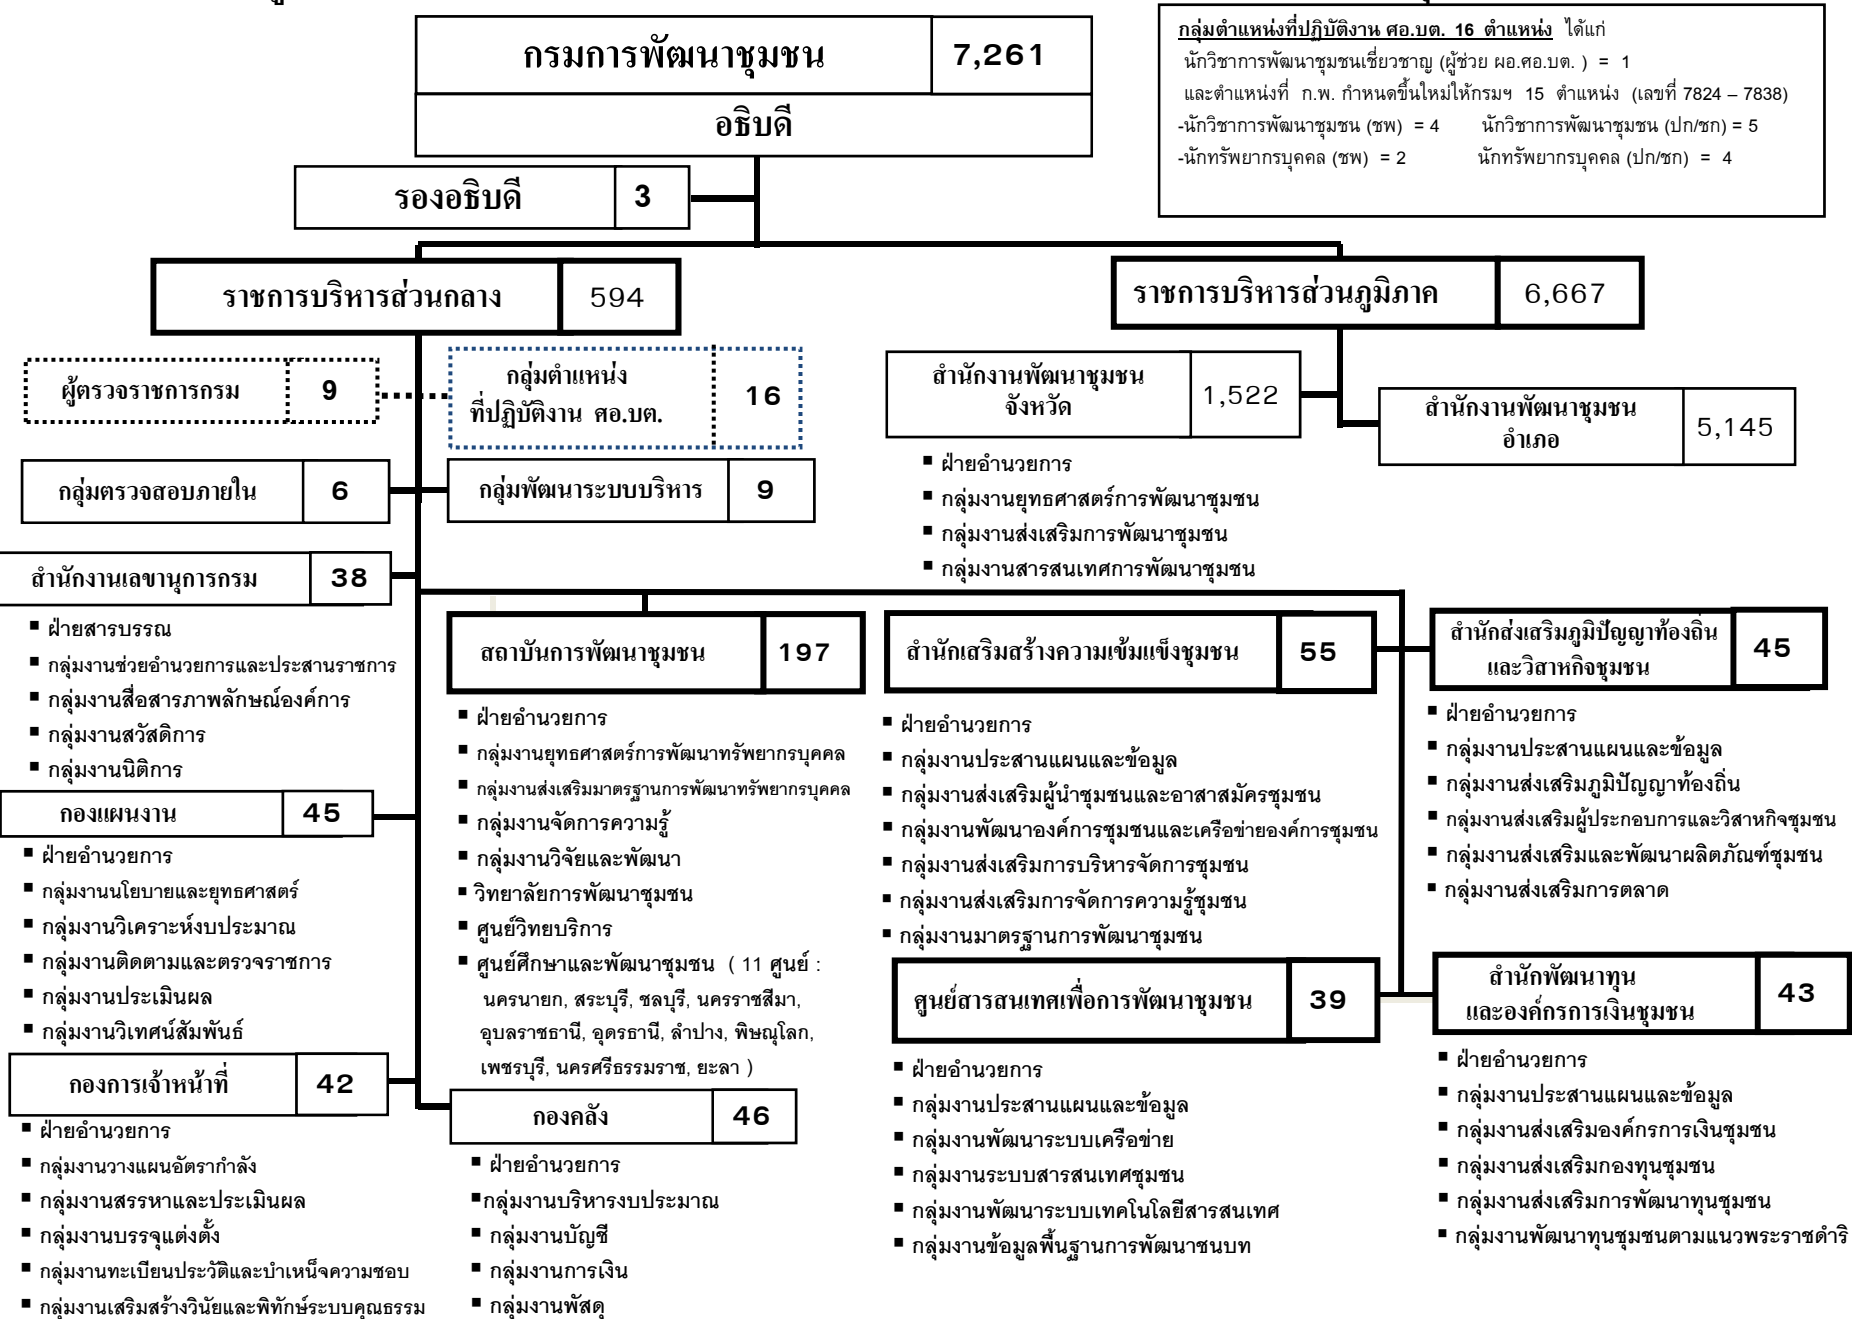 กรมการพัฒนาชุมชน 7,261
อธิบดี
รองอธิบดี 3
กลุ่มตำแหน่งที่ปฏิบัติงาน ศอ.บต. 16 ตำแหน่ง ได้แก่
นักวิชาการพัฒนาชุมชนเชี่ยวชาญ (ผู้ช่วย ผอ.ศอ.บต. ) = 1
และตำแหน่งที่ ก.พ. กำหนดขึ้นใหม่ให้กรมฯ 15 ตำแหน่ง (เลขที่ 7824 – 7838)
-นักวิชาการพัฒนาชุมชน (ชพ) = 4 นักวิชาการพัฒนาชุมชน (ปก/ชก) = 5
-นักทรัพยากรบุคคล (ชพ) = 2 นักทรัพยากรบุคคล (ปก/ชก) = 4
ราชการบริหารส่วนกลาง 594
ราชการบริหารส่วนภูมิภาค 6,667
ผู้ตรวจราชการกรม 9
กลุ่มตำแหน่ง
ที่ปฏิบัติงาน ศอ.บต. 16
สำนักงานพัฒนาชุมชน
จังหวัด 1,522
▪ ฝ่ายอำนวยการ
▪ กลุ่มงานยุทธศาสตร์การพัฒนาชุมชน
▪ กลุ่มงานส่งเสริมการพัฒนาชุมชน
▪ กลุ่มงานสารสนเทศการพัฒนาชุมชน
สำนักงานพัฒนาชุมชน
อำเภอ 5,145
กลุ่มตรวจสอบภายใน 6
กลุ่มพัฒนาระบบบริหาร 9
สำนักงานเลขานุการกรม 38
▪ ฝ่ายสารบรรณ
▪ กลุ่มงานช่วยอำนวยการและประสานราชการ
▪ กลุ่มงานสื่อสารภาพลักษณ์องค์การ
▪ กลุ่มงานสวัสดิการ
▪ กลุ่มงานนิติการ
กองแผนงาน 45
▪ ฝ่ายอำนวยการ
▪ กลุ่มงานนโยบายและยุทธศาสตร์
▪ กลุ่มงานวิเคราะห์งบประมาณ
▪ กลุ่มงานติดตามและตรวจราชการ
▪ กลุ่มงานประเมินผล
▪ กลุ่มงานวิเทศน์สัมพันธ์
กองการเจ้าหน้าที่ 42
▪ ฝ่ายอำนวยการ
▪ กลุ่มงานวางแผนอัตรากำลัง
▪ กลุ่มงานสรรหาและประเมินผล
▪ กลุ่มงานบรรจุแต่งตั้ง
▪ กลุ่มงานทะเบียนประวัติและบำเหน็จความชอบ
▪ กลุ่มงานเสริมสร้างวินัยและพิทักษ์ระบบคุณธรรม
สถาบันการพัฒนาชุมชน 197
▪ ฝ่ายอำนวยการ
▪ กลุ่มงานยุทธศาสตร์การพัฒนาทรัพยากรบุคคล
▪ กลุ่มงานส่งเสริมมาตรฐานการพัฒนาทรัพยากรบุคคล
▪ กลุ่มงานจัดการความรู้
▪ กลุ่มงานวิจัยและพัฒนา
▪ วิทยาลัยการพัฒนาชุมชน
▪ ศูนย์วิทยบริการ
▪ ศูนย์ศึกษาและพัฒนาชุมชน ( 11 ศูนย์ :
นครนายก, สระบุรี, ชลบุรี, นครราชสีมา,
อุบลราชธานี, อุดรธานี, ลำปาง, พิษณุโลก,
เพชรบุรี, นครศรีธรรมราช, ยะลา )
กองคลัง 46
▪ ฝ่ายอำนวยการ
▪กลุ่มงานบริหารงบประมาณ
▪ กลุ่มงานบัญชี
▪ กลุ่มงานการเงิน
▪ กลุ่มงานพัสดุ
สำนักเสริมสร้างความเข้มแข็งชุมชน 55
▪ ฝ่ายอำนวยการ
▪ กลุ่มงานประสานแผนและข้อมูล
▪ กลุ่มงานส่งเสริมผู้นำชุมชนและอาสาสมัครชุมชน
▪ กลุ่มงานพัฒนาองค์การชุมชนและเครือข่ายองค์การชุมชน
▪ กลุ่มงานส่งเสริมการบริหารจัดการชุมชน
▪ กลุ่มงานส่งเสริมการจัดการความรู้ชุมชน
▪ กลุ่มงานมาตรฐานการพัฒนาชุมชน
ศูนย์สารสนเทศเพื่อการพัฒนาชุมชน 39
▪ ฝ่ายอำนวยการ
▪ กลุ่มงานประสานแผนและข้อมูล
▪ กลุ่มงานพัฒนาระบบเครือข่าย
▪ กลุ่มงานระบบสารสนเทศชุมชน
▪ กลุ่มงานพัฒนาระบบเทคโนโลยีสารสนเทศ
▪ กลุ่มงานข้อมูลพื้นฐานการพัฒนาชนบท
สำนักส่งเสริมภูมิปัญญาท้องถิ่น
และวิสาหกิจชุมชน 45
▪ ฝ่ายอำนวยการ
▪ กลุ่มงานประสานแผนและข้อมูล
▪ กลุ่มงานส่งเสริมภูมิปัญญาท้องถิ่น
▪ กลุ่มงานส่งเสริมผู้ประกอบการและวิสาหกิจชุมชน
▪ กลุ่มงานส่งเสริมและพัฒนาผลิตภัณฑ์ชุมชน
▪ กลุ่มงานส่งเสริมการตลาด
สำนักพัฒนาทุน
และองค์กรการเงินชุมชน 43
▪ ฝ่ายอำนวยการ
▪ กลุ่มงานประสานแผนและข้อมูล
▪ กลุ่มงานส่งเสริมองค์กรการเงินชุมชน
▪ กลุ่มงานส่งเสริมกองทุนชุมชน
▪ กลุ่มงานส่งเสริมการพัฒนาทุนชุมชน
▪ กลุ่มงานพัฒนาทุนชุมชนตามแนวพระราชดำริ